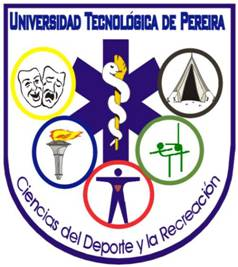 UNIVERSIDAD TECNOLÓGICA DE PEREIRA
Ciencias del Deporte y la Recreación